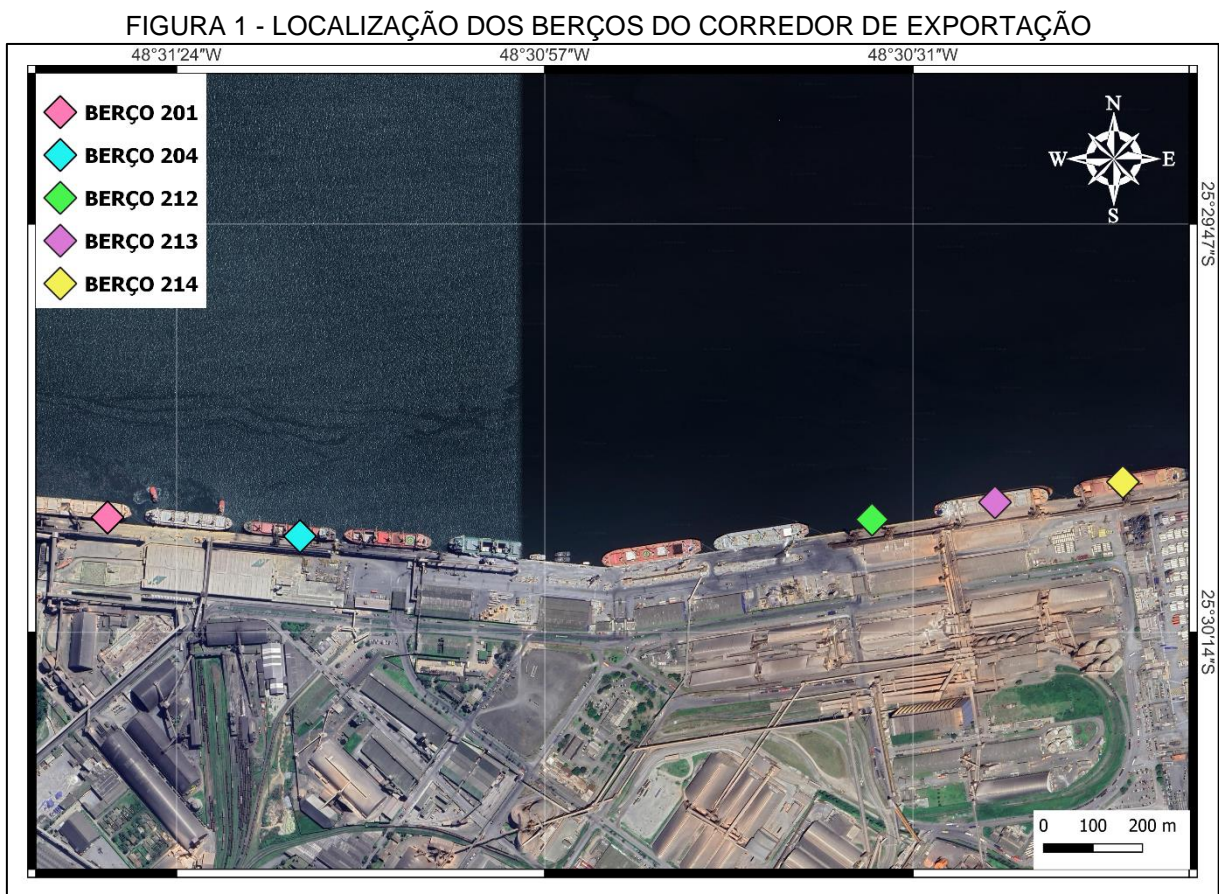 FIGURA 1 - LOCALIZAÇÃO DOS BERÇOS DO CORREDOR DE EXPORTAÇÃO
48°31'24"W
48°30'57"W
48°30'31"W
BERÇO 201
BERÇO 204
BERÇO 212
BERÇO 213
BERÇO 214
N
W
E
S
25°29'47"S
25°30'14"S
0 100 200 m